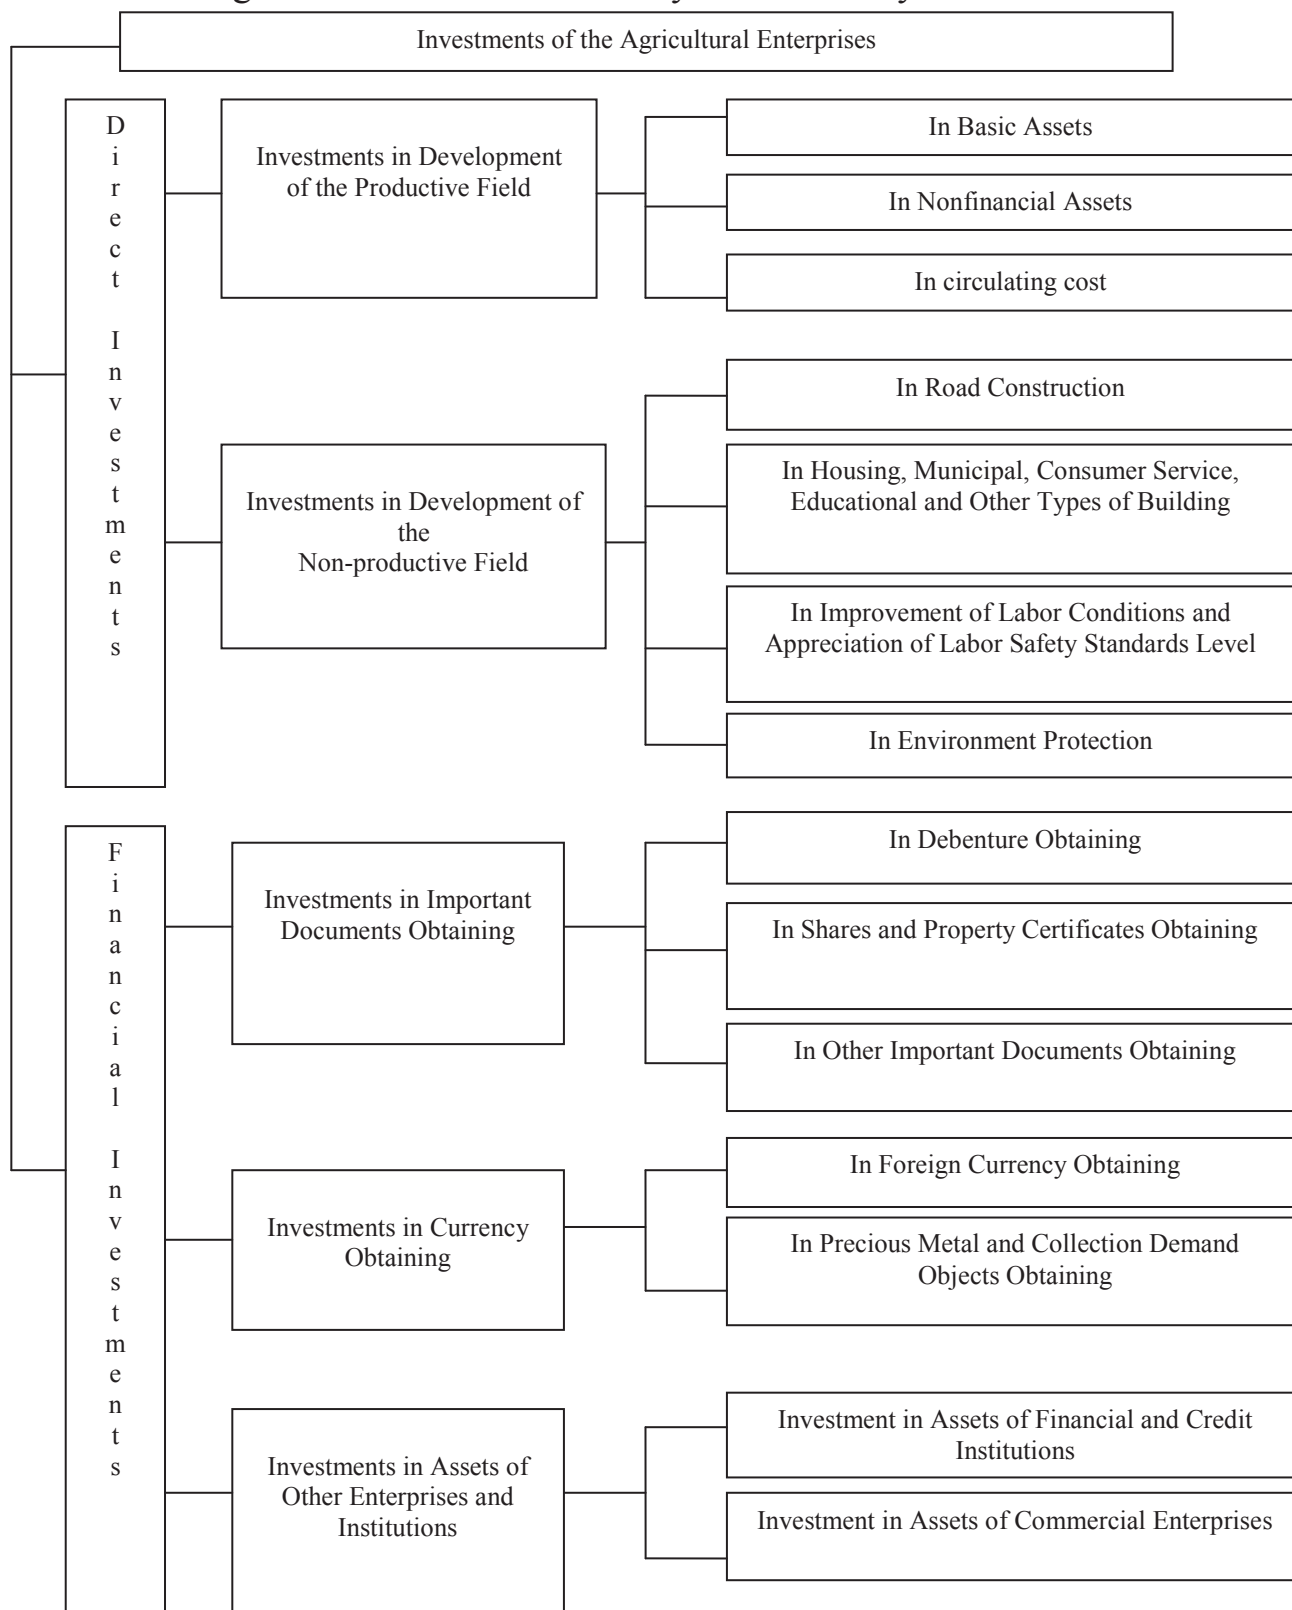 Investments of the Agricultural Enterprises
Direct Investments
Investments in Development
of the Productive Field
In Basic Assets
In Nonfinancial Assets
In circulating cost
Investments in Development of
the
Non-productive Field
In Road Construction
In Housing, Municipal, Consumer Service,
Educational and Other Types of Building
In Improvement of Labor Conditions and
Appreciation of Labor Safety Standards Level
In Environment Protection
Financial Investments
Investments in Important
Documents Obtaining
In Debenture Obtaining
In Shares and Property Certificates Obtaining
In Other Important Documents Obtaining
Investments in Currency
Obtaining
In Foreign Currency Obtaining
In Precious Metal and Collection Demand
Objects Obtaining
Investments in Assets of
Other Enterprises and
Institutions
Investment in Assets of Financial and Credit
Institutions
Investment in Assets of Commercial Enterprises